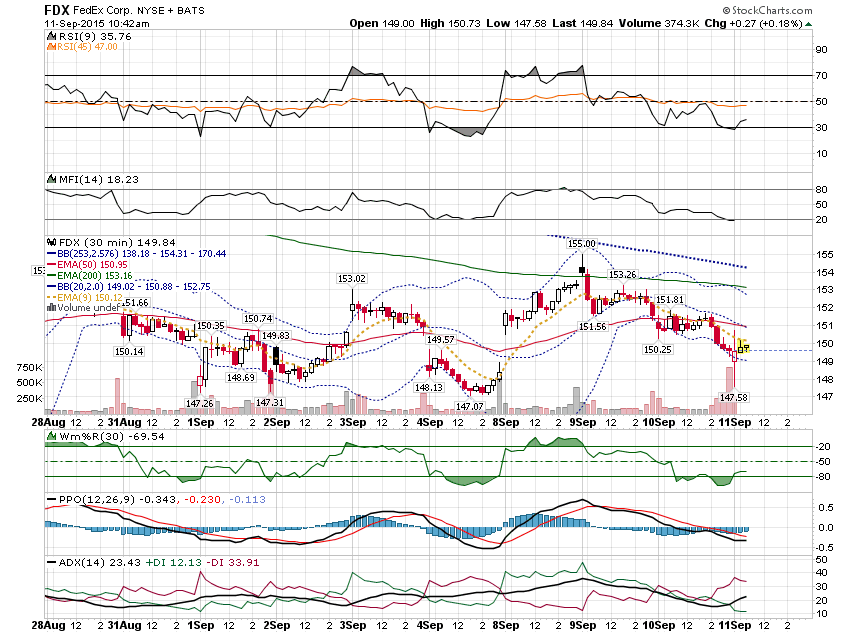 FDX FedEx Corp. NYSE + BATS
© StockCharts.com
11-Sep-2015 10:42am
Open 149.00 High 150.73 Low 147.58 Last 149.84 Volume 374.3K Chg +0.27 (+0.18%)
RSI(9) 35.76
RSI(45) 47.00
90
70
50
30
10
MFI(14) 18.23
80
50
20
FDX (30 min) 149.84
BB(253,2.576) 138.18 - 154.31 - 170.44
EMA(50) 150.95
EMA(200) 153.16
BB(20,2.0) 149.02 - 150.88 - 152.75
EMA(9) 150.12
Volume undef
155.00
153.26
153.02
151.81
151.66
150.74
150.35
149.83
151.56
149.57
150.14
150.25
148.69
148.13
147.26
147.31
147.07
147.58
155
154
153
152
151
150
149
148
147
750K
500K
250K
28Aug 12 2 31Aug 12 2 1Sep 12 2 2Sep 12 2 3Sep 12 2 4Sep 12 2 8Sep 12 2 9Sep 12 2 10Sep 12 2 11Sep 12 2
Wm%R(30) -69.54
-20
-50
-80
PPO(12,26,9) -0.343, -0.230, -0.113
0.5
0.0
-0.5
ADX(14) 23.43 +DI 12.13 -DI 33.91
50
40
30
20
10
28Aug 12 2 31Aug 12 2 1Sep 12 2 2Sep 12 2 3Sep 12 2 4Sep 12 2 8Sep 12 2 9Sep 12 2 10Sep 12 2 11Sep 12 2